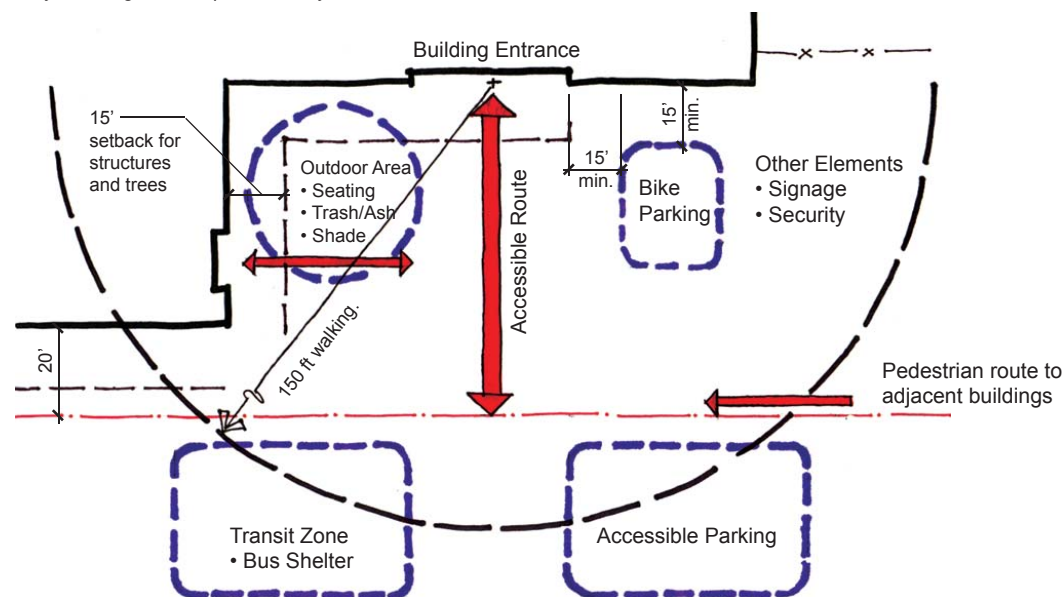 Building Entrance
15’
setback for
structures
and trees
Outdoor Area
• Seating
• Trash/Ash
• Shade
15’
min.
15’
min.
Bike
Parking
Other Elements
• Signage
• Security
Accessible Route
150 ft walking.
20’
Pedestrian route to
adjacent buildings
Transit Zone
• Bus Shelter
Accessible Parking